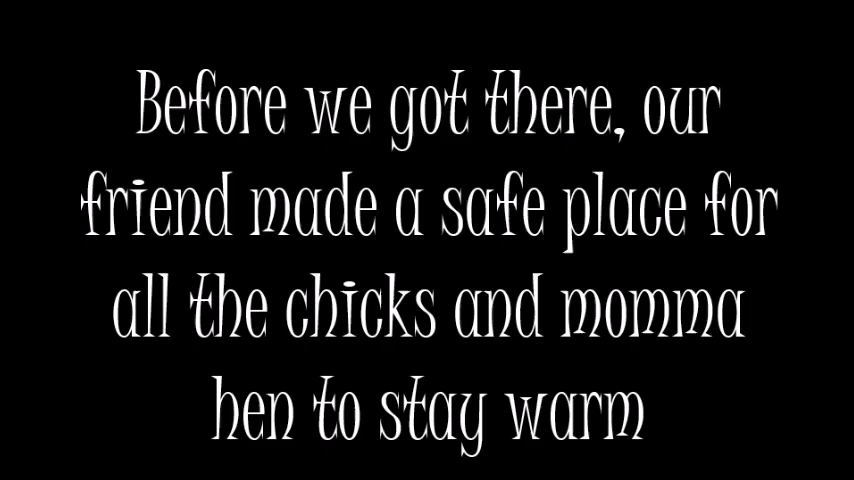 Before we got there, our
friend made a safe place for
all the chicks and momma
hen to stay warm